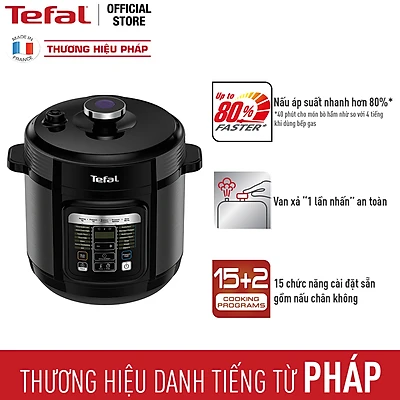 Tefal
OFFICIAL
STORE
MADE IN
FRANCE
THƯƠNG HIỆU PHÁP
Tefal
Up to
80%
FASTER*
Nấu áp suất nhanh hơn 80%*
*40 phút cho món bò hầm nhừ so với 4 tiếng
khi dùng bếp gas
Van xả “1 lần nhấn” an toàn
15+2
COOKING
PROGRAMS
15 chức năng cài đặt sẵn
gồm nấu chân không
THƯƠNG HIỆU DANH TIẾNG TỪ PHÁP